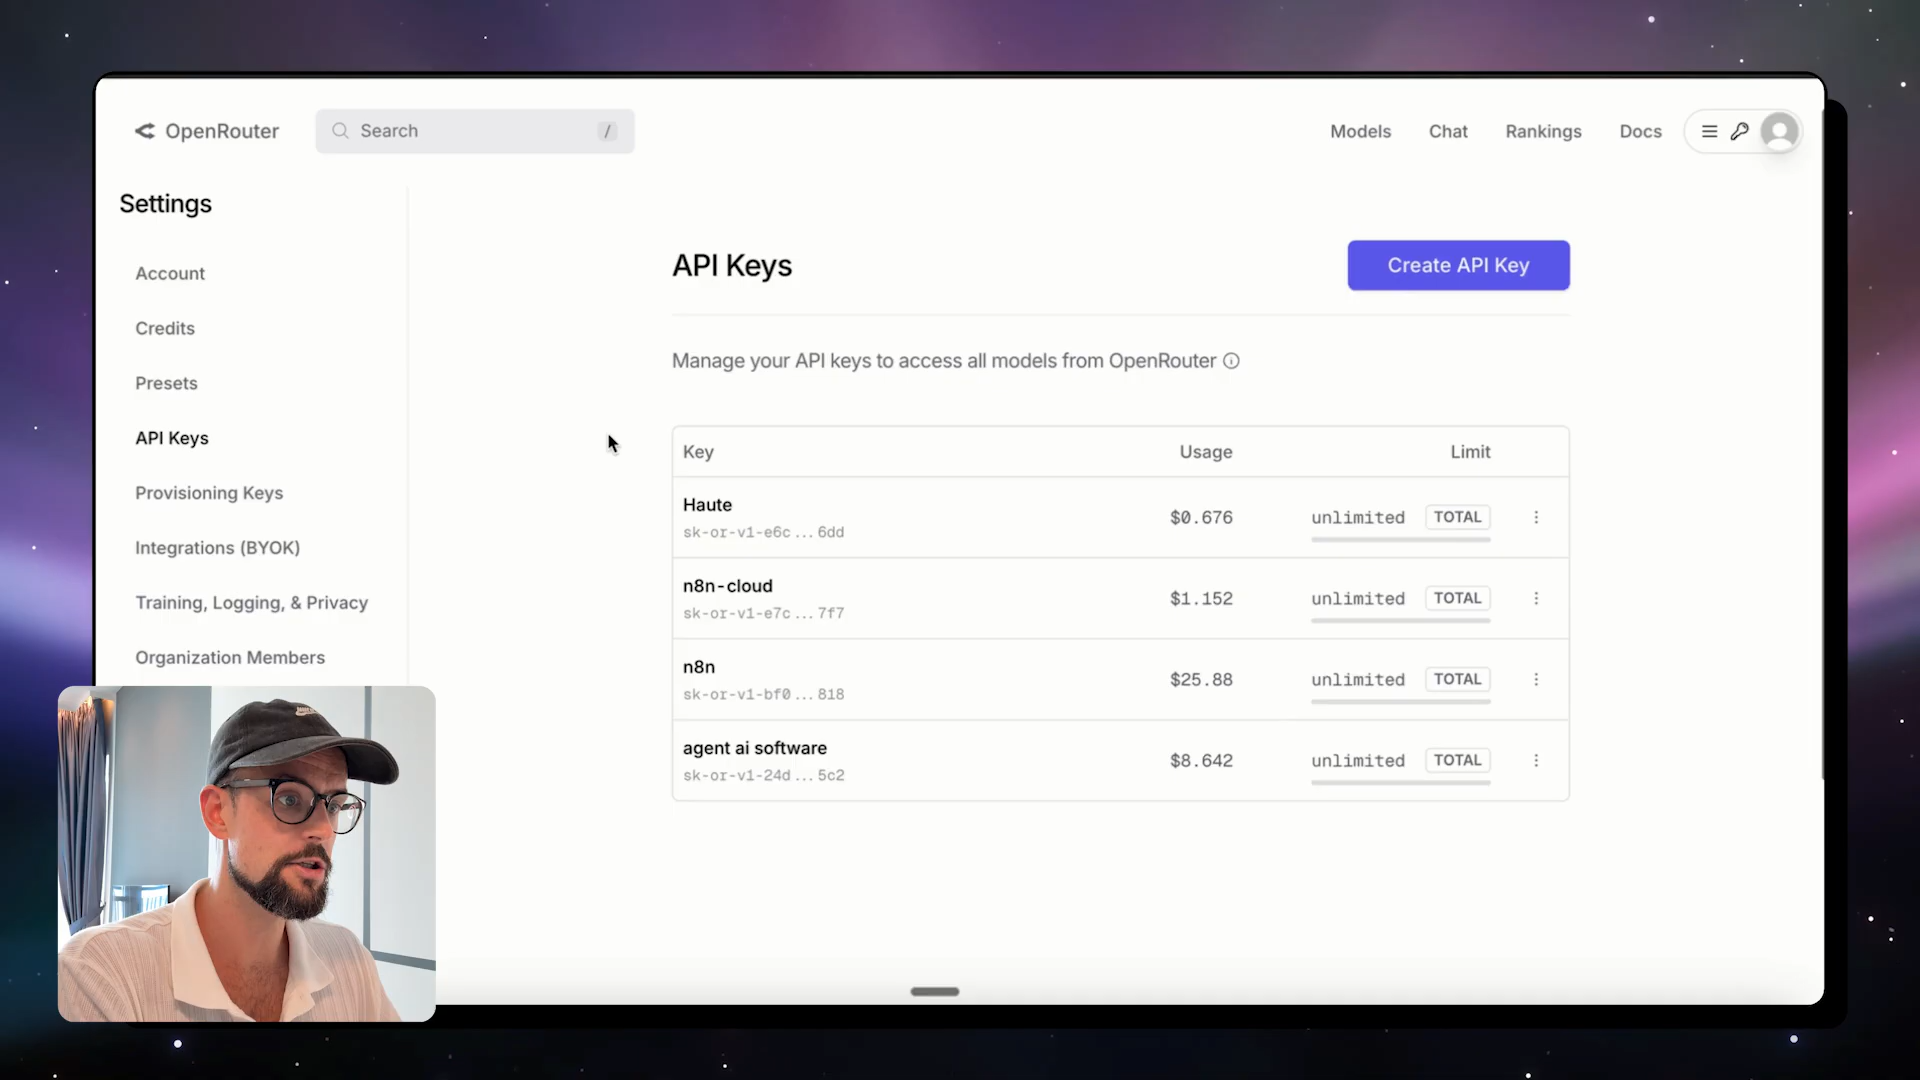 OpenRouter
Search
/
Models
Chat
Rankings
Docs
Settings
Account
Credits
Presets
API Keys
Provisioning Keys
Integrations (BYOK)
Training, Logging, & Privacy
Organization Members
API Keys
Create API Key
Manage your API keys to access all models from OpenRouter
Key Usage Limit
Haute
sk-or-v1-e6c...6dd
$0.676 unlimited TOTAL
n8n-cloud
sk-or-v1-e7c...7f7
$1.152 unlimited TOTAL
n8n
sk-or-v1-bf0...818
$25.88 unlimited TOTAL
agent ai software
sk-or-v1-24d...5c2
$8.642 unlimited TOTAL